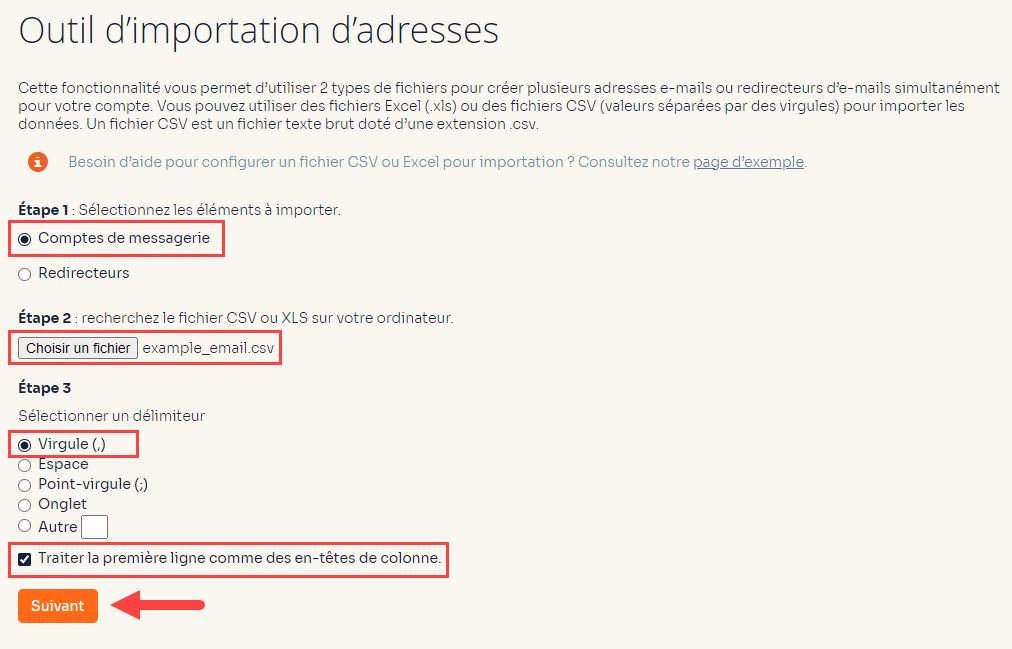 Outil d’importation d’adresses
Cette fonctionnalité vous permet d’utiliser 2 types de fichiers pour créer plusieurs adresses e-mails ou redirecteurs d’e-mails simultanément
pour votre compte. Vous pouvez utiliser des fichiers Excel (.xls) ou des fichiers CSV (valeurs séparées par des virgules) pour importer les
données. Un fichier CSV est un fichier texte brut doté d’une extension .csv.
Besoin d’aide pour configurer un fichier CSV ou Excel pour importation ? Consultez notre page d’exemple.
Étape 1 : Sélectionnez les éléments à importer.
Comptes de messagerie
Redirecteurs
Étape 2 : recherchez le fichier CSV ou XLS sur votre ordinateur.
Choisir un fichier example_email.csv
Étape 3
Sélectionner un délimiteur
Virgule (,)
Espace
Point-virgule (;)
Onglet
Autre
Traiter la première ligne comme des en-têtes de colonne.
Suivant